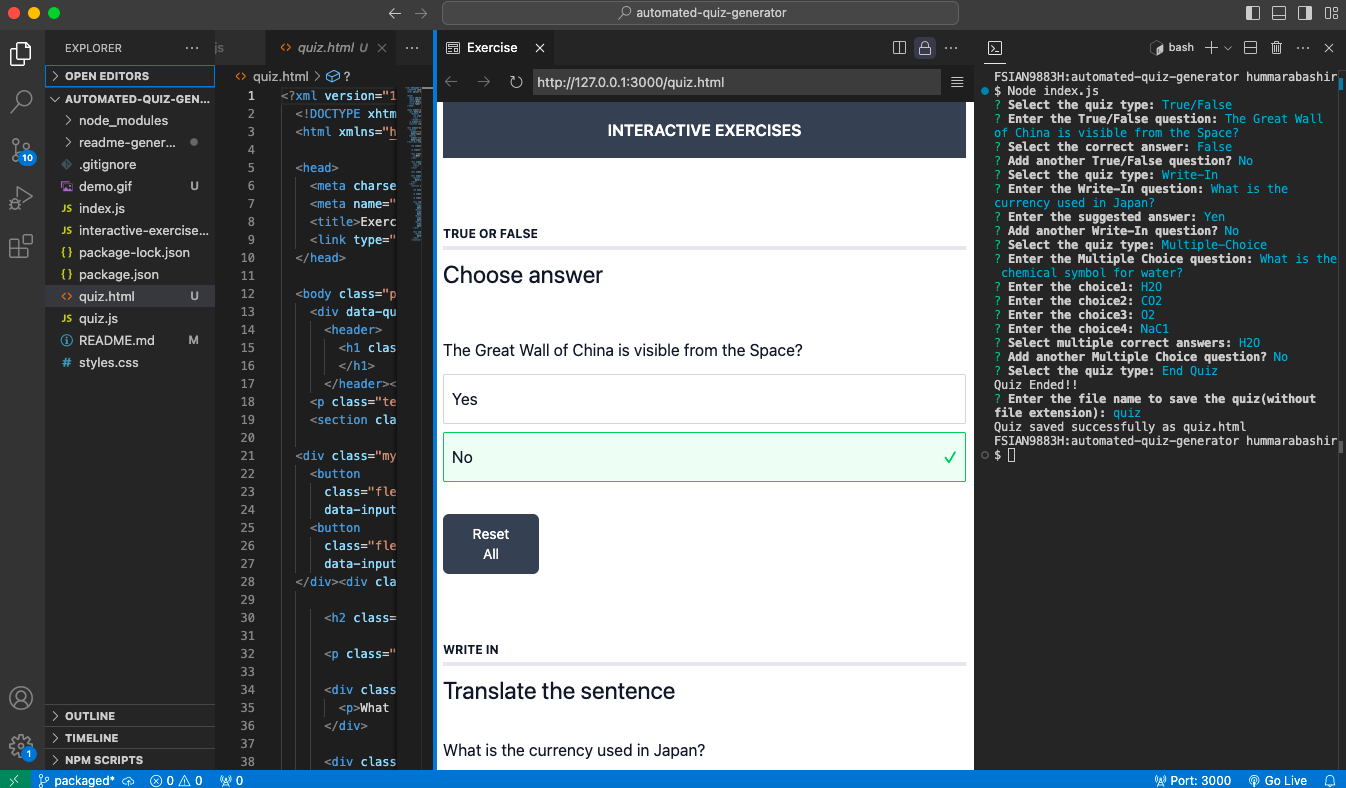 automated-quiz-generator
EXPLORER
OPEN EDITORS
AUTOMATED-QUIZ-GEN...
node_modules
readme-gener...
.gitignore
demo.gif U
JS index.js
JS interactive-exercise...
{} package-lock.json
{} package.json
<> quiz.html U
JS quiz.js
README.md M
# styles.css
OUTLINE
TIMELINE
NPM SCRIPTS
js
<> quiz.html U
<> quiz.html > ?
1 <?xml version="1
2 <!DOCTYPE xhtm
3 <html xmlns="h
4
5 <head>
6 <meta charse
7 <meta name="
8 <title>Exerc
9 <link type="
10 </head>
11
12 <body class="p
13 <div data-qu
14 <header>
15 <h1 clas
16 </h1>
17 </header><
18 <p class="te
19 <section cla
20
21 <div class="my
22 <button
23 class="fle
24 data-input
25 <button
26 class="fle
27 data-input
28 </div><div cla
29
30 <h2 class=
31
32 <p class="
33
34 <div class
35 <p>What
36 </div>
37
38 <div class
Exercise
http://127.0.0.1:3000/quiz.html
INTERACTIVE EXERCISES
TRUE OR FALSE
Choose answer
The Great Wall of China is visible from the Space?
Yes
No
Reset
All
WRITE IN
Translate the sentence
What is the currency used in Japan?
bash
FSIAN9883H:automated-quiz-generator hummarabashir
$ Node index.js
? Select the quiz type: True/False
? Enter the True/False question: The Great Wall
of China is visible from the Space?
? Select the correct answer: False
? Add another True/False question? No
? Select the quiz type: Write-In
? Enter the Write-In question: What is the
currency used in Japan?
? Enter the suggested answer: Yen
? Add another Write-In question? No
? Select the quiz type: Multiple-Choice
? Enter the Multiple Choice question: What is the
chemical symbol for water?
? Enter the choice1: H2O
? Enter the choice2: CO2
? Enter the choice3: O2
? Enter the choice4: NaC1
? Select multiple correct answers: H2O
? Add another Multiple Choice question? No
? Select the quiz type: End Quiz
Quiz Ended!!
? Enter the file name to save the quiz(without
file extension): quiz
Quiz saved successfully as quiz.html
FSIAN9883H:automated-quiz-generator hummarabashir
$
10
1
packaged* 0 0 0
Port: 3000 Go Live